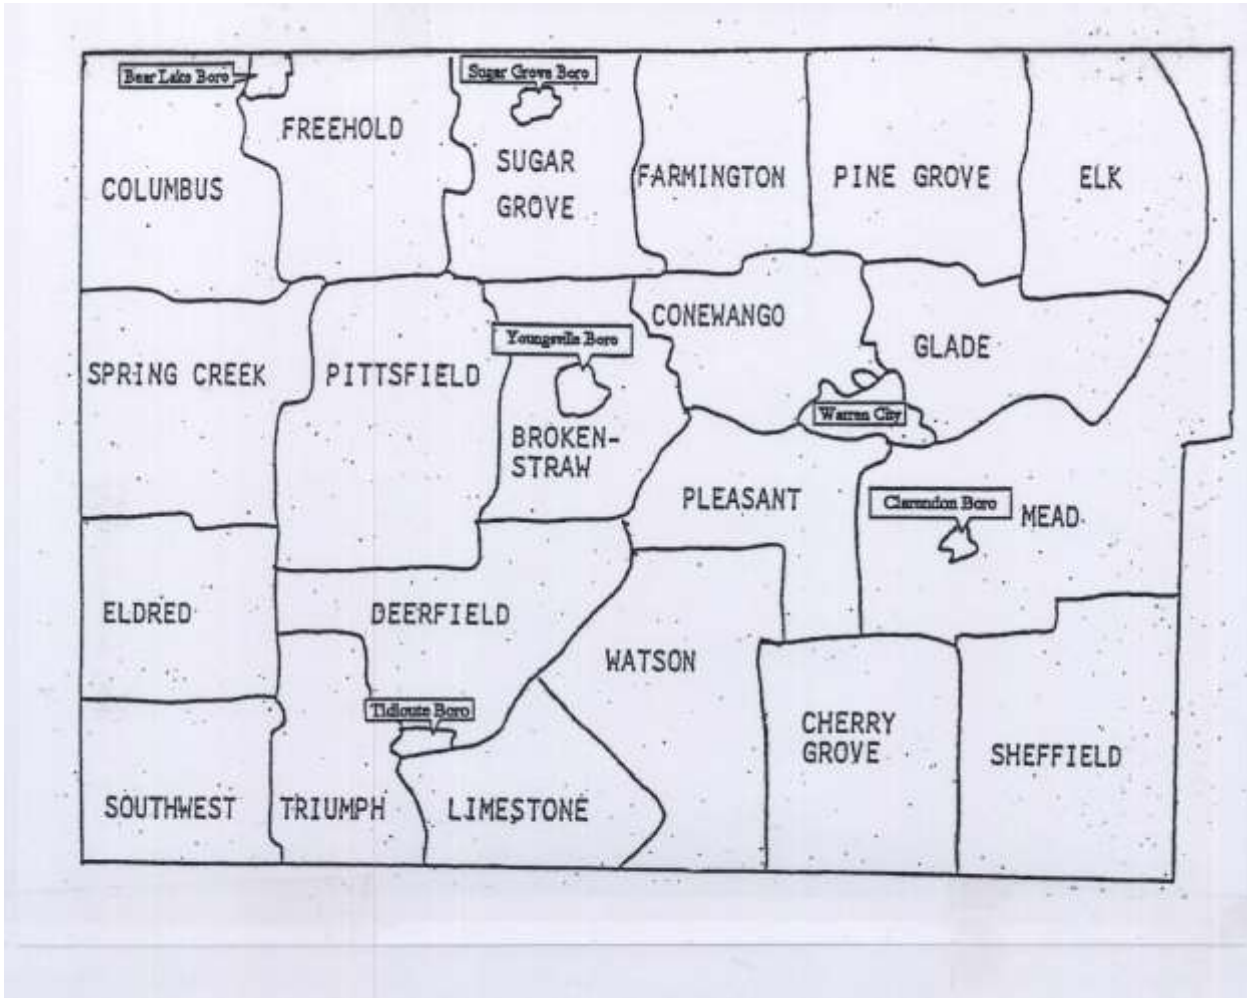 Bear Lake Boro
Sugar Grove Boro
FREEHOLD
SUGAR
GROVE
COLUMBUS
FARMINGTON
PINE GROVE
ELK
CONEWANGO
Youngsville Boro
GLADE
SPRING CREEK
PITTSFIELD
Warren City
BROKEN-
STRAW
PLEASANT
Clarendon Boro
MEAD
ELDRED
DEERFIELD
WATSON
Tidioute Boro
CHERRY
GROVE
SHEFFIELD
SOUTHWEST
TRIUMPH
LIMESTONE